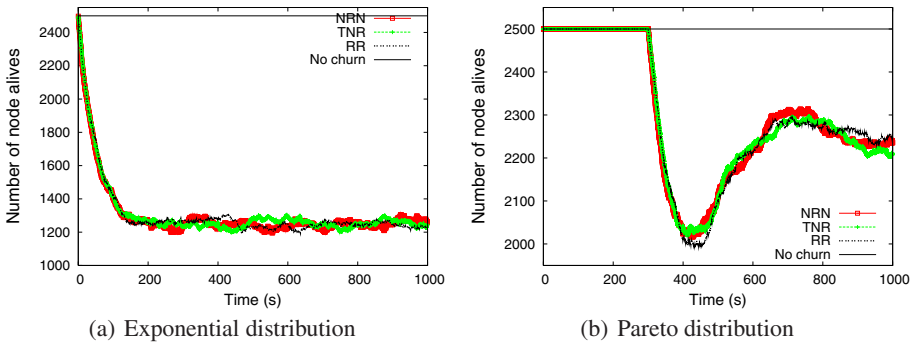 NRN
TNR
RR
No churn
2400
2200
2000
1800
1600
1400
1200
1000
Number of node alives
0 200 400 600 800 1000
Time (s)
(a) Exponential distribution
2500
2400
2300
2200
2100
2000
Number of node alives
NRN
TNR
RR
No churn
0 200 400 600 800 1000
Time (s)
(b) Pareto distribution